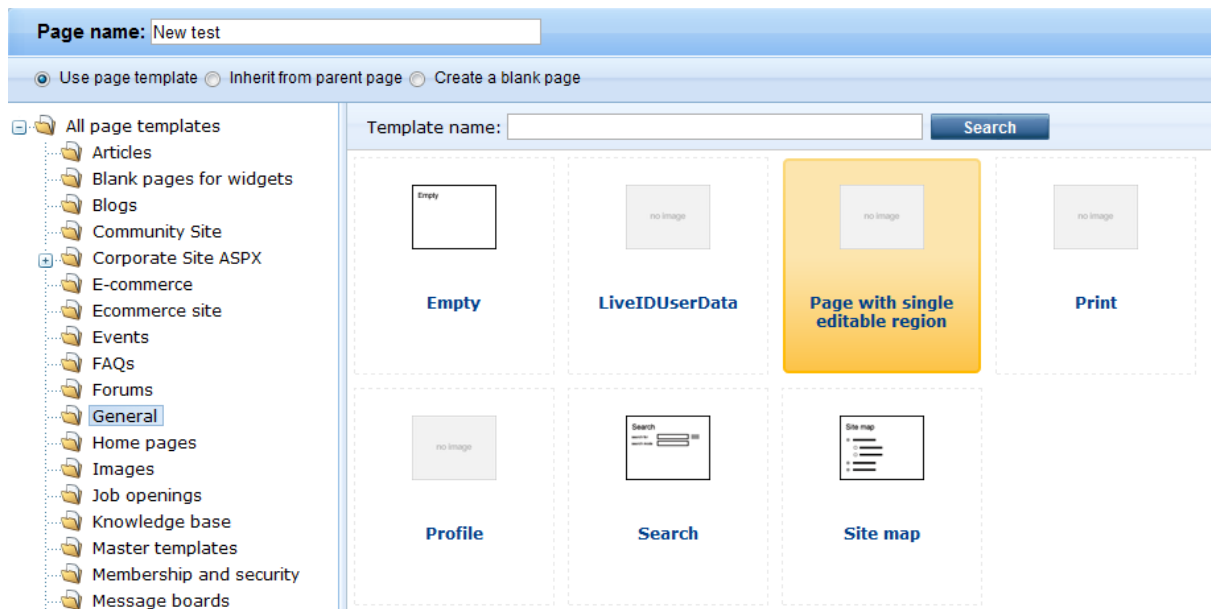 Page name: New test
Use page template Inherit from parent page Create a blank page
All page templates
Articles
Blank pages for widgets
Blogs
Community Site
Corporate Site ASPX
E-commerce
Ecommerce site
Events
FAQs
Forums
General
Home pages
Images
Job openings
Knowledge base
Master templates
Membership and security
Message boards
Template name: Search
Empty
no image
no image
no image
Empty
LiveIDUserData
Page with single
editable region
Print
no image
Search
search for:
search mode:
Site map
Profile
Search
Site map